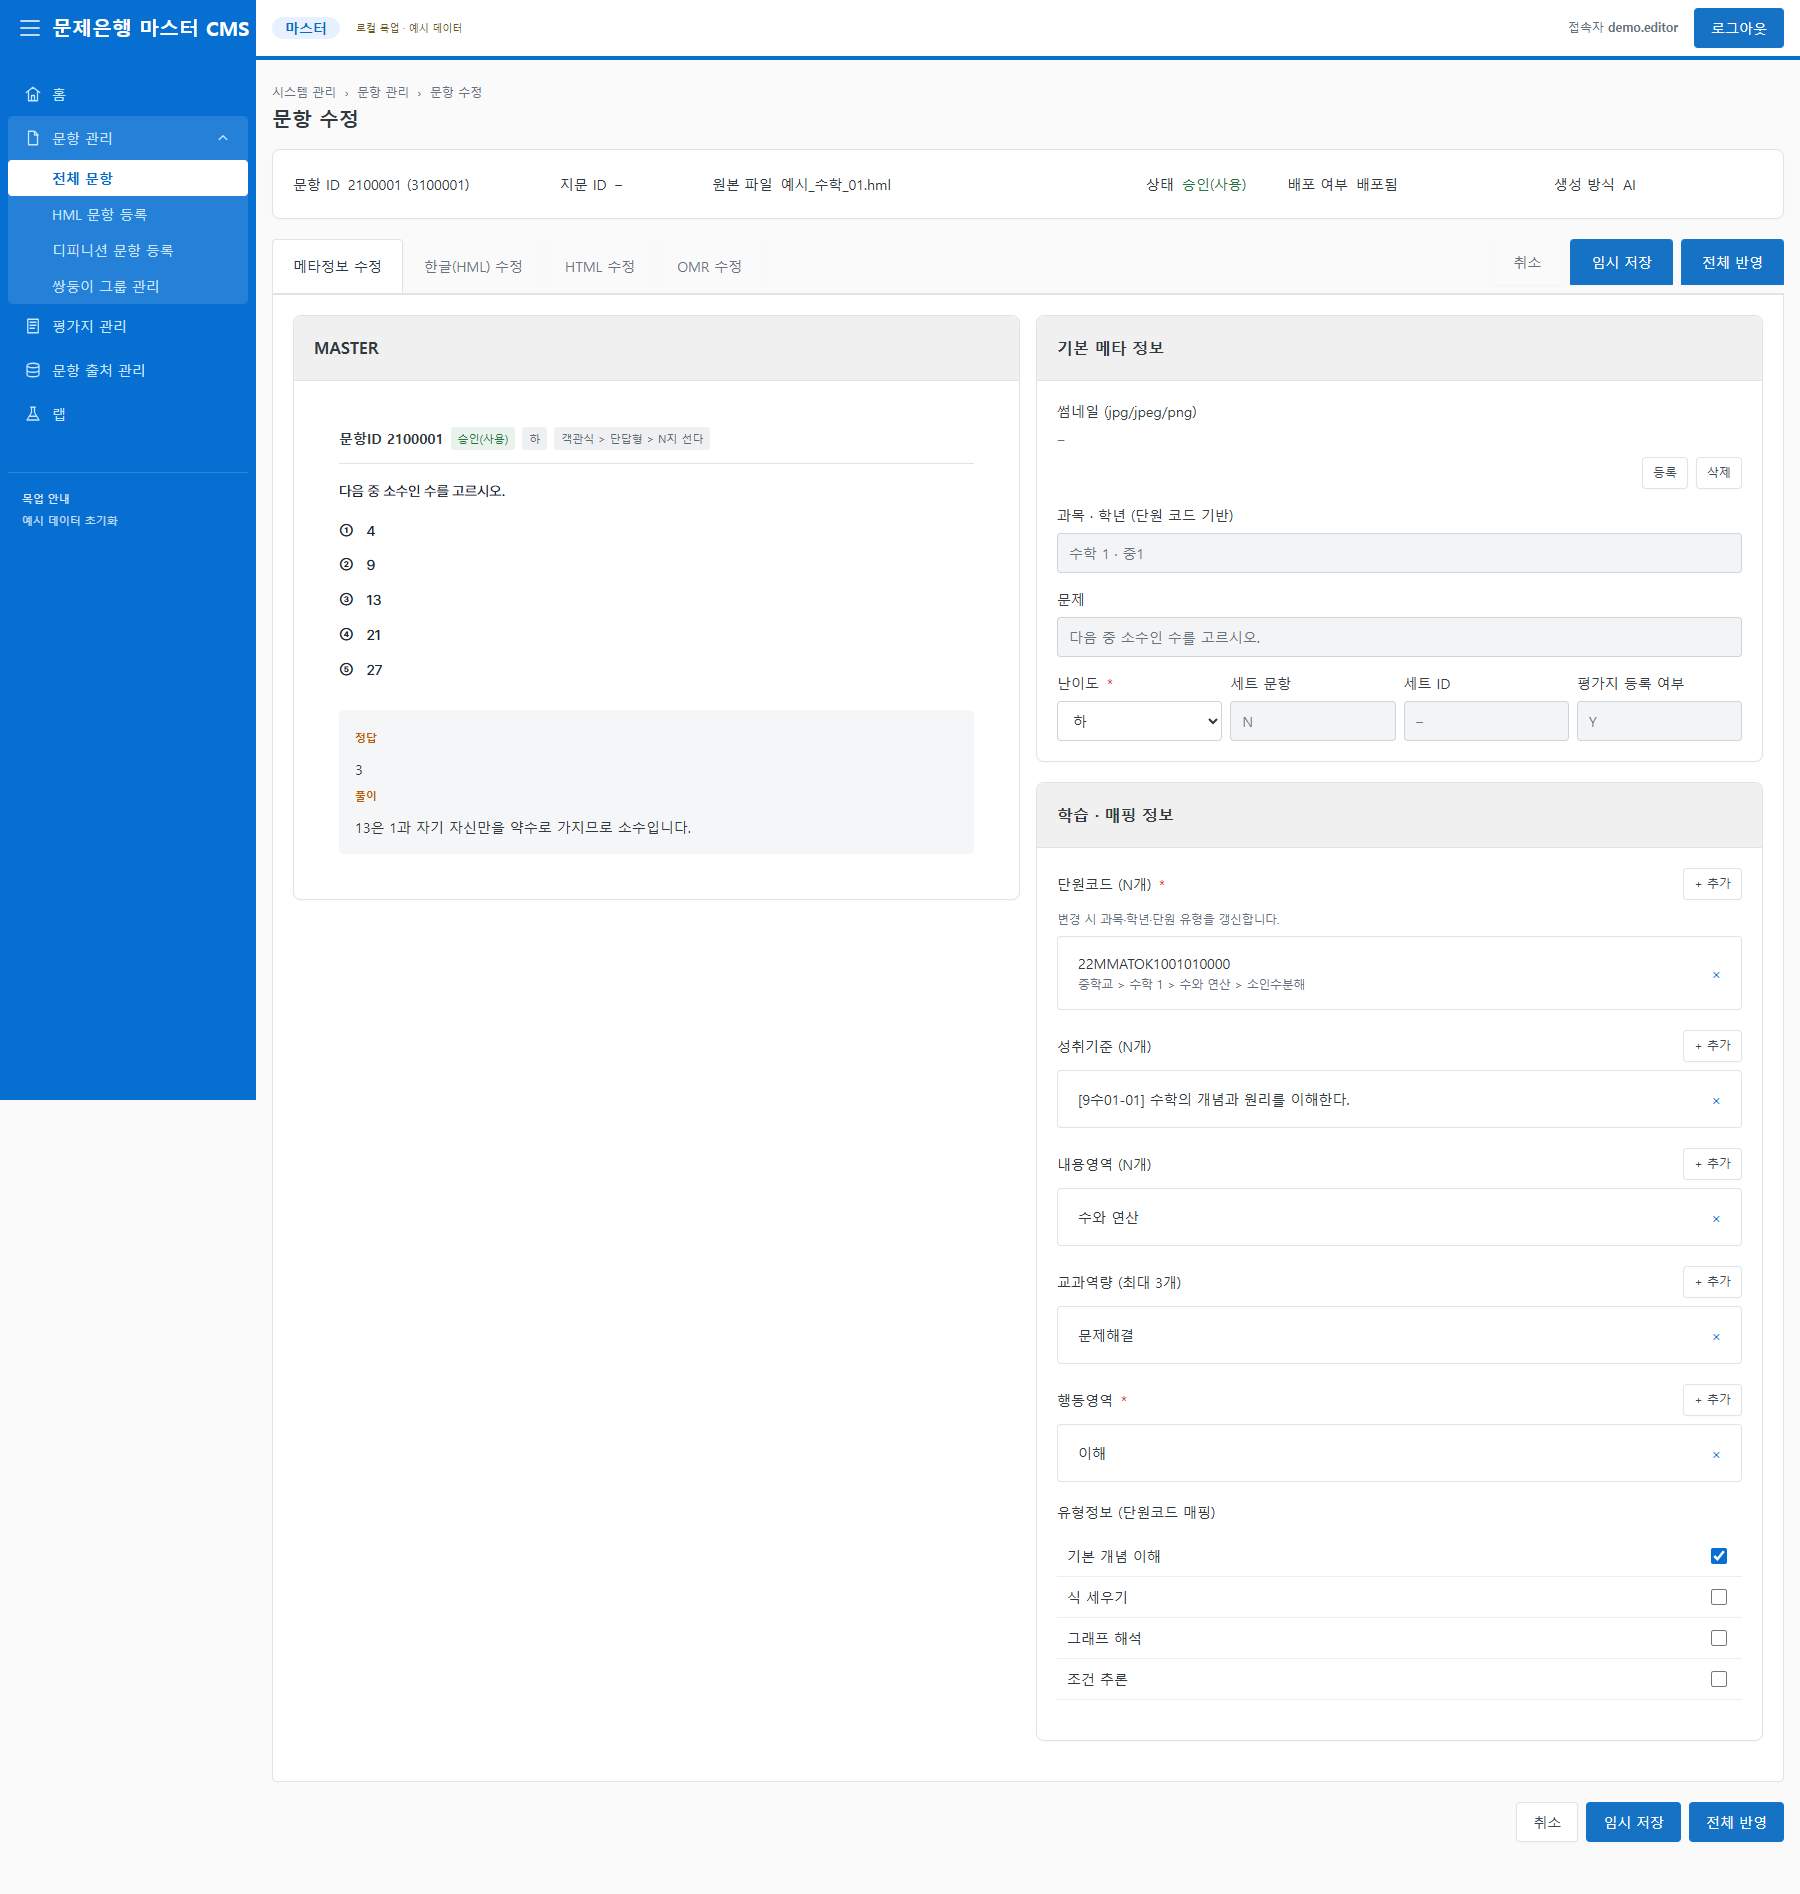 문제은행 마스터 CMS
마스터
로컬 목업 · 예시 데이터
접속자 demo.editor
로그아웃
홈
문항 관리
전체 문항
HML 문항 등록
디피니션 문항 등록
쌍둥이 그룹 관리
평가지 관리
문항 출처 관리
랩
목업 안내
예시 데이터 초기화
시스템 관리 › 문항 관리 › 문항 수정
문항 수정
문항 ID 2100001 (3100001)
지문 ID –
원본 파일 예시_수학_01.hml
상태 승인(사용)
배포 여부 배포됨
생성 방식 AI
메타정보 수정
한글(HML) 수정
HTML 수정
OMR 수정
취소
임시 저장
전체 반영
MASTER
문항ID 2100001 승인(사용) 하 객관식 > 단답형 > N지 선다
다음 중 소수인 수를 고르시오.
① 4
② 9
③ 13
④ 21
⑤ 27
정답
3
풀이
13은 1과 자기 자신만을 약수로 가지므로 소수입니다.
기본 메타 정보
썸네일 (jpg/jpeg/png)
–
등록
삭제
과목 · 학년 (단원 코드 기반)
수학 1 · 중1
문제
다음 중 소수인 수를 고르시오.
난이도 * 세트 문항 세트 ID 평가지 등록 여부
하 N – Y
학습 · 매핑 정보
단원코드 (N개) *
+ 추가
변경 시 과목·학년·단원 유형을 갱신합니다.
22MMATOK1001010000
중학교 > 수학 1 > 수와 연산 > 소인수분해
×
성취기준 (N개)
+ 추가
[9수01-01] 수학의 개념과 원리를 이해한다.
×
내용영역 (N개)
+ 추가
수와 연산
×
교과역량 (최대 3개)
+ 추가
문제해결
×
행동영역 *
+ 추가
이해
×
유형정보 (단원코드 매핑)
기본 개념 이해
식 세우기
그래프 해석
조건 추론
취소
임시 저장
전체 반영